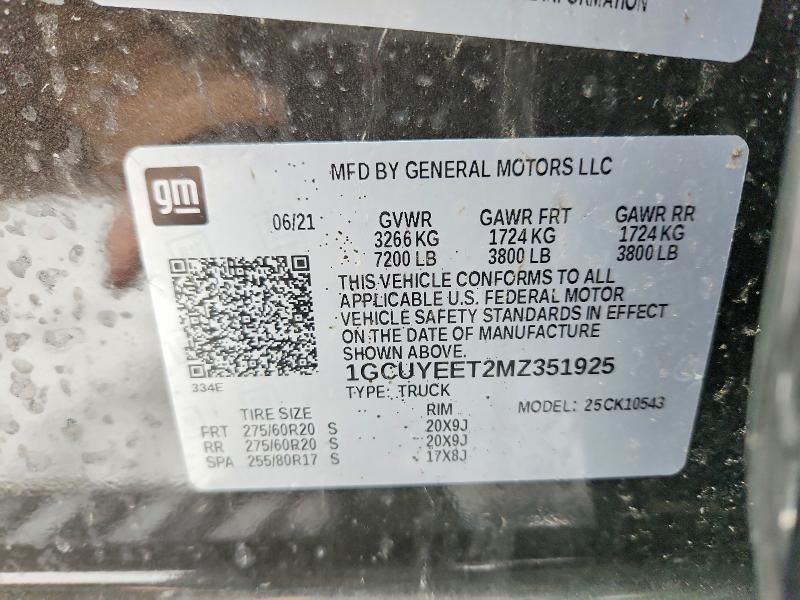 INFORMATION
gm
MFD BY GENERAL MOTORS LLC
06/21 GVWR GAWR FRT GAWR RR
3266 KG 1724 KG 1724 KG
7200 LB 3800 LB 3800 LB
THIS VEHICLE CONFORMS TO ALL
APPLICABLE U.S. FEDERAL MOTOR
VEHICLE SAFETY STANDARDS IN EFFECT
ON THE DATE OF MANUFACTURE
SHOWN ABOVE.
1GCUYEET2MZ351925
334E
TYPE: TRUCK
TIRE SIZE RIM MODEL: 25CK10543
FRT 275/60R20 S 20X9J
RR 275/60R20 S 20X9J
SPA 255/80R17 S 17X8J